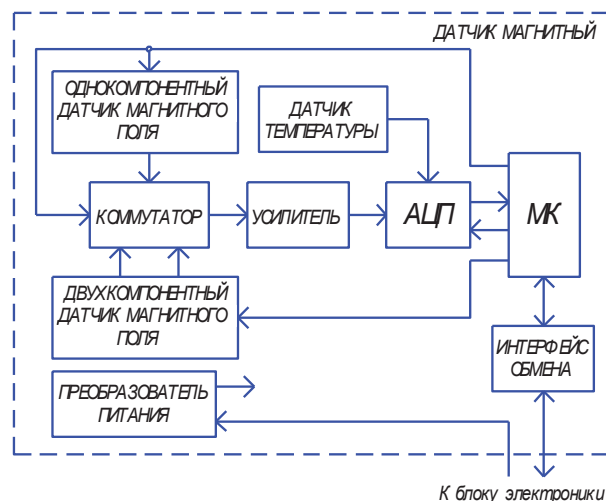 ДАТЧИК МАГНИТНЫЙ
ОДНОКОМПОНЕНТНЫЙ
ДАТЧИК МАГНИТНОГО
ПОЛЯ
ДАТЧИК
ТЕМПЕРАТУРЫ
КОММУТАТОР
УСИЛИТЕЛЬ
АЦП
МК
ДВУХКОМПОНЕНТНЫЙ
ДАТЧИК МАГНИТНОГО
ПОЛЯ
ИНТЕРФЕЙС
ОБМЕНА
ПРЕОБРАЗОВАТЕЛЬ
ПИТАНИЯ
К блоку электроники